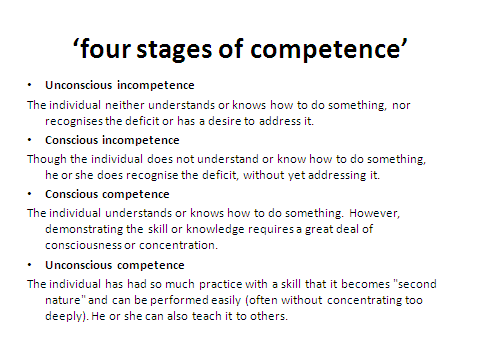 ‘four stages of competence’
• Unconscious incompetence
The individual neither understands or knows how to do something, nor
recognises the deficit or has a desire to address it.
• Conscious incompetence
Though the individual does not understand or know how to do something,
he or she does recognise the deficit, without yet addressing it.
• Conscious competence
The individual understands or knows how to do something. However,
demonstrating the skill or knowledge requires a great deal of
consciousness or concentration.
• Unconscious competence
The individual has had so much practice with a skill that it becomes "second
nature" and can be performed easily (often without concentrating too
deeply). He or she can also teach it to others.